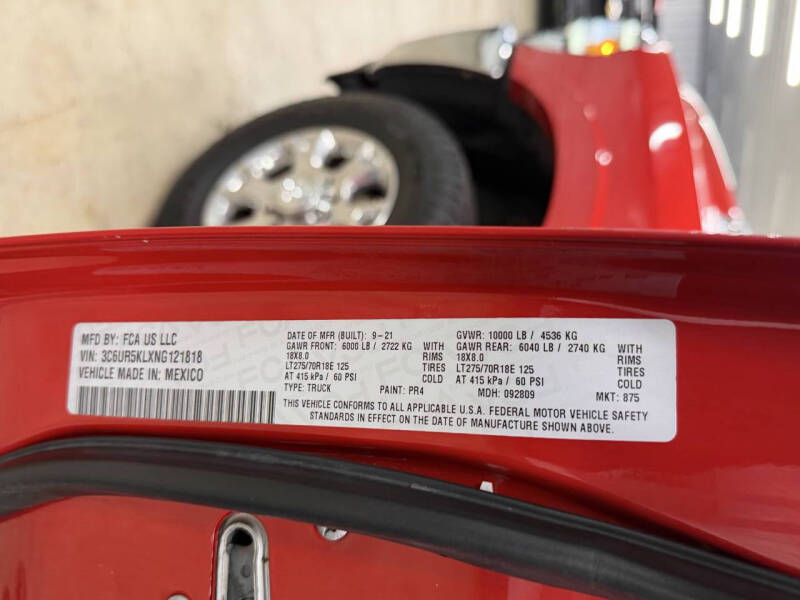 MFD BY: FCA US LLC
VIN: 3C6UR5KLXNG121818
VEHICLE MADE IN: MEXICO
DATE OF MFR (BUILT): 9-21 GVWR: 10000 LB / 4536 KG
GAWR FRONT: 6000 LB / 2722 KG WITH GAWR REAR: 6040 LB / 2740 KG WITH
18X8.0 RIMS 18X8.0 RIMS
LT275/70R18E 125 TIRES LT275/70R18E 125 TIRES
AT 415 kPa / 60 PSI COLD AT 415 kPa / 60 PSI COLD
TYPE: TRUCK PAINT: PR4 MDH: 092809 MKT: 875
THIS VEHICLE CONFORMS TO ALL APPLICABLE U.S.A. FEDERAL MOTOR VEHICLE SAFETY
STANDARDS IN EFFECT ON THE DATE OF MANUFACTURE SHOWN ABOVE.